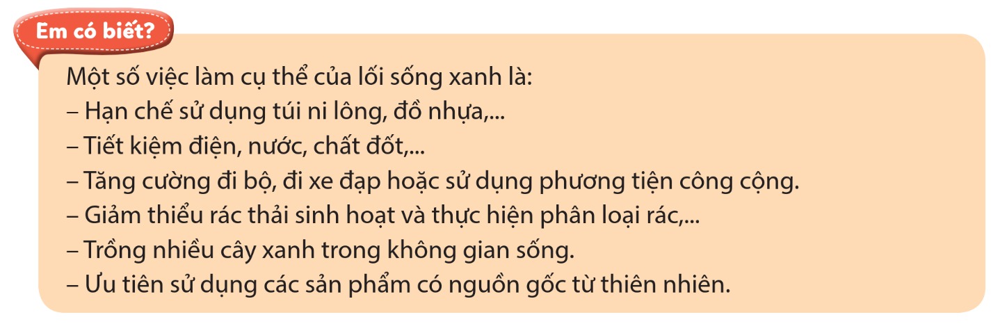 Em có biết?
Một số việc làm cụ thể của lối sống xanh là:
– Hạn chế sử dụng túi ni lông, đồ nhựa,...
– Tiết kiệm điện, nước, chất đốt,...
– Tăng cường đi bộ, đi xe đạp hoặc sử dụng phương tiện công cộng.
– Giảm thiểu rác thải sinh hoạt và thực hiện phân loại rác,...
– Trồng nhiều cây xanh trong không gian sống.
– Ưu tiên sử dụng các sản phẩm có nguồn gốc từ thiên nhiên.